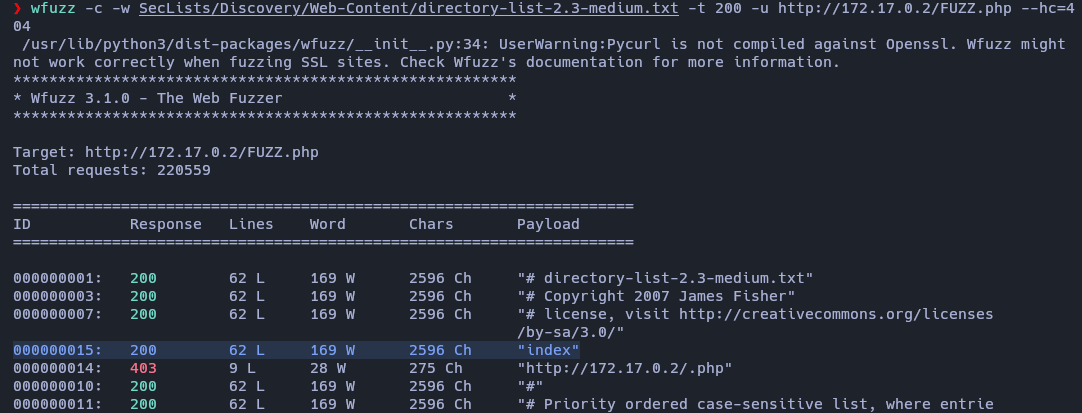 ❯ wfuzz -c -w SecLists/Discovery/Web-Content/directory-list-2.3-medium.txt -t 200 -u http://172.17.0.2/FUZZ.php --hc=4
04
/usr/lib/python3/dist-packages/wfuzz/__init__.py:34: UserWarning:Pycurl is not compiled against Openssl. Wfuzz might
not work correctly when fuzzing SSL sites. Check Wfuzz's documentation for more information.
********************************************************
* Wfuzz 3.1.0 - The Web Fuzzer                         *
********************************************************
Target: http://172.17.0.2/FUZZ.php
Total requests: 220559
=====================================================================
ID           Response   Lines    Word       Chars       Payload
=====================================================================
000000001:   200        62 L     169 W      2596 Ch     "# directory-list-2.3-medium.txt"
000000003:   200        62 L     169 W      2596 Ch     "# Copyright 2007 James Fisher"
000000007:   200        62 L     169 W      2596 Ch     "# license, visit http://creativecommons.org/licenses
/by-sa/3.0/"
000000015:   200        62 L     169 W      2596 Ch     "index"
000000014:   403        9 L      28 W       275 Ch      "http://172.17.0.2/.php"
000000010:   200        62 L     169 W      2596 Ch     "#"
000000011:   200        62 L     169 W      2596 Ch     "# Priority ordered case-sensitive list, where entrie